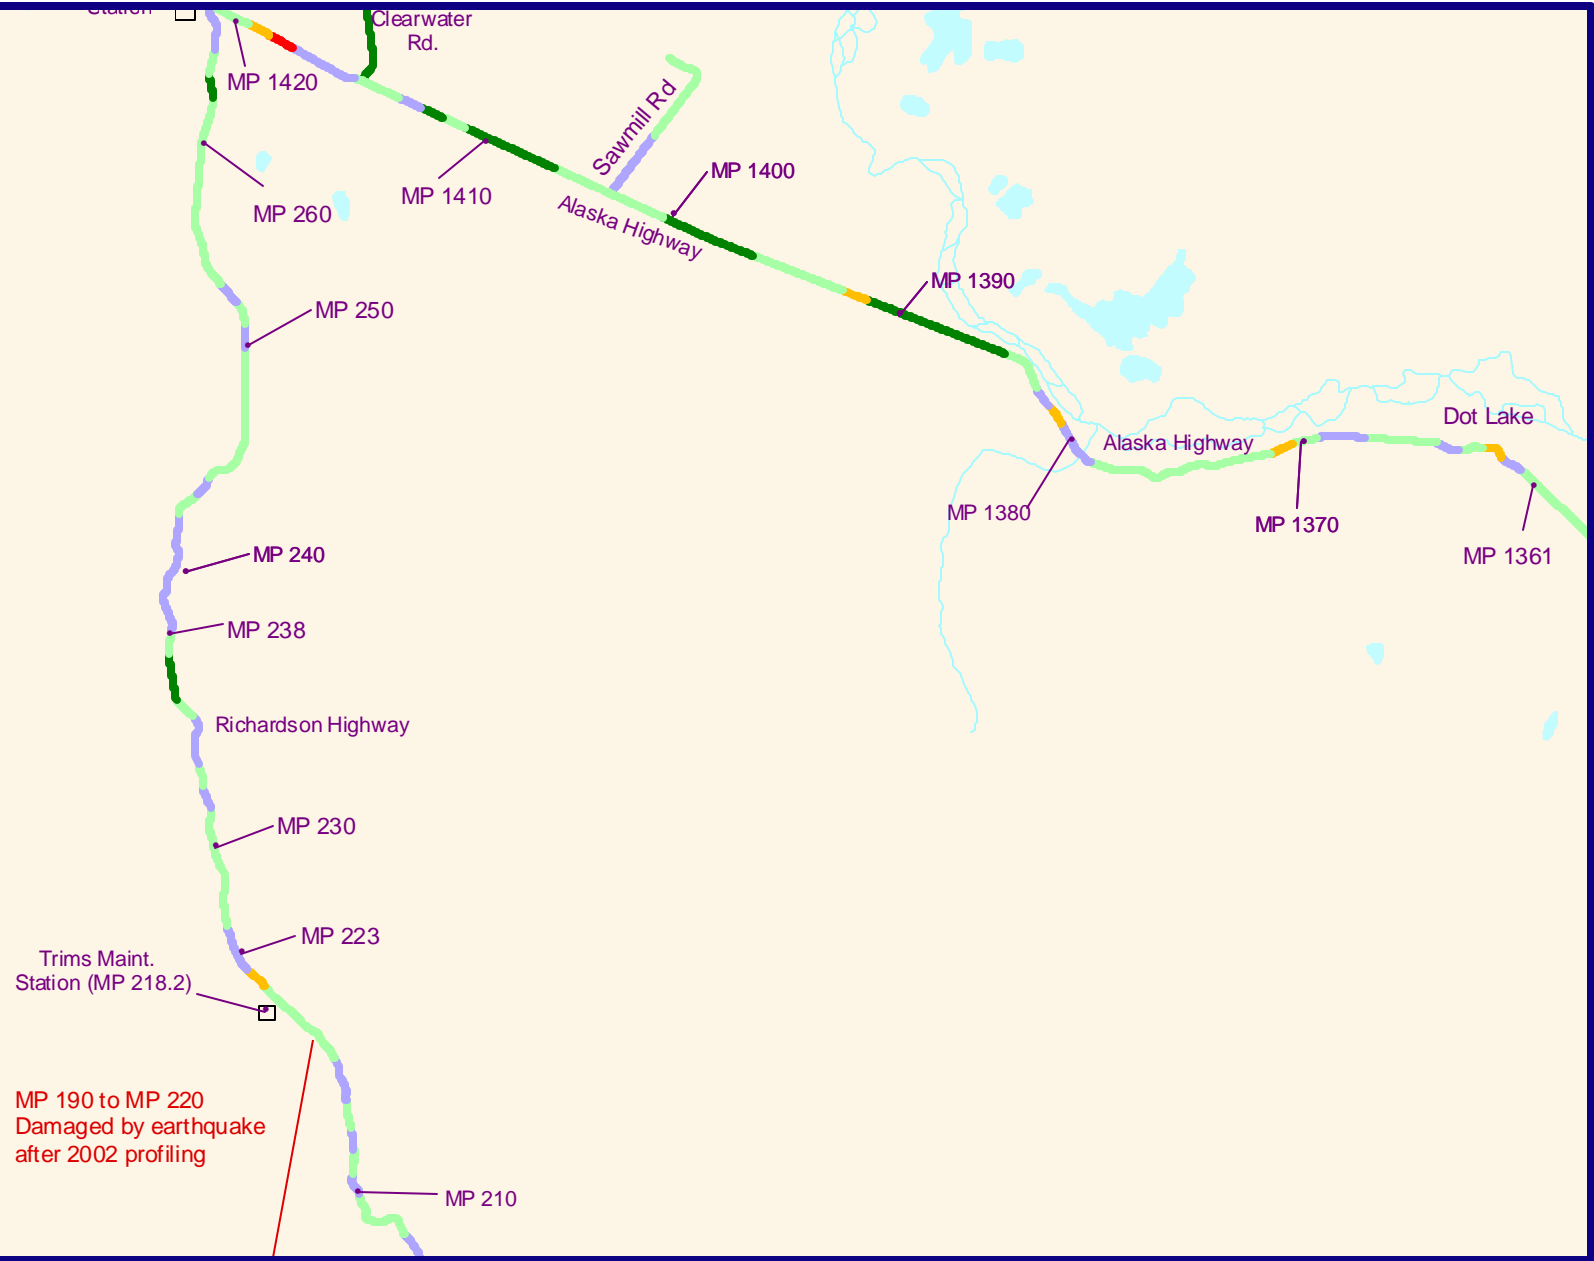 Station
Clearwater
Rd.
MP 1420
Sawmill Rd
MP 1400
MP 1410
MP 260
Alaska Highway
MP 1390
MP 250
Dot Lake
Alaska Highway
MP 1380
MP 1370
MP 1361
MP 240
MP 238
Richardson Highway
MP 230
MP 223
Trims Maint.
Station (MP 218.2)
MP 190 to MP 220
Damaged by earthquake
after 2002 profiling
MP 210